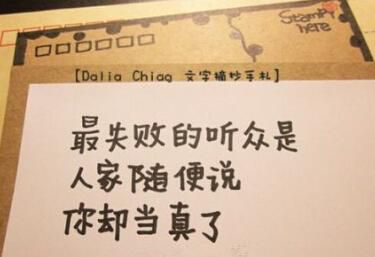 Stamp here
[Dalia Chiag 文字摘抄手札]
最失败的听众是
人家随便说
你却当真了